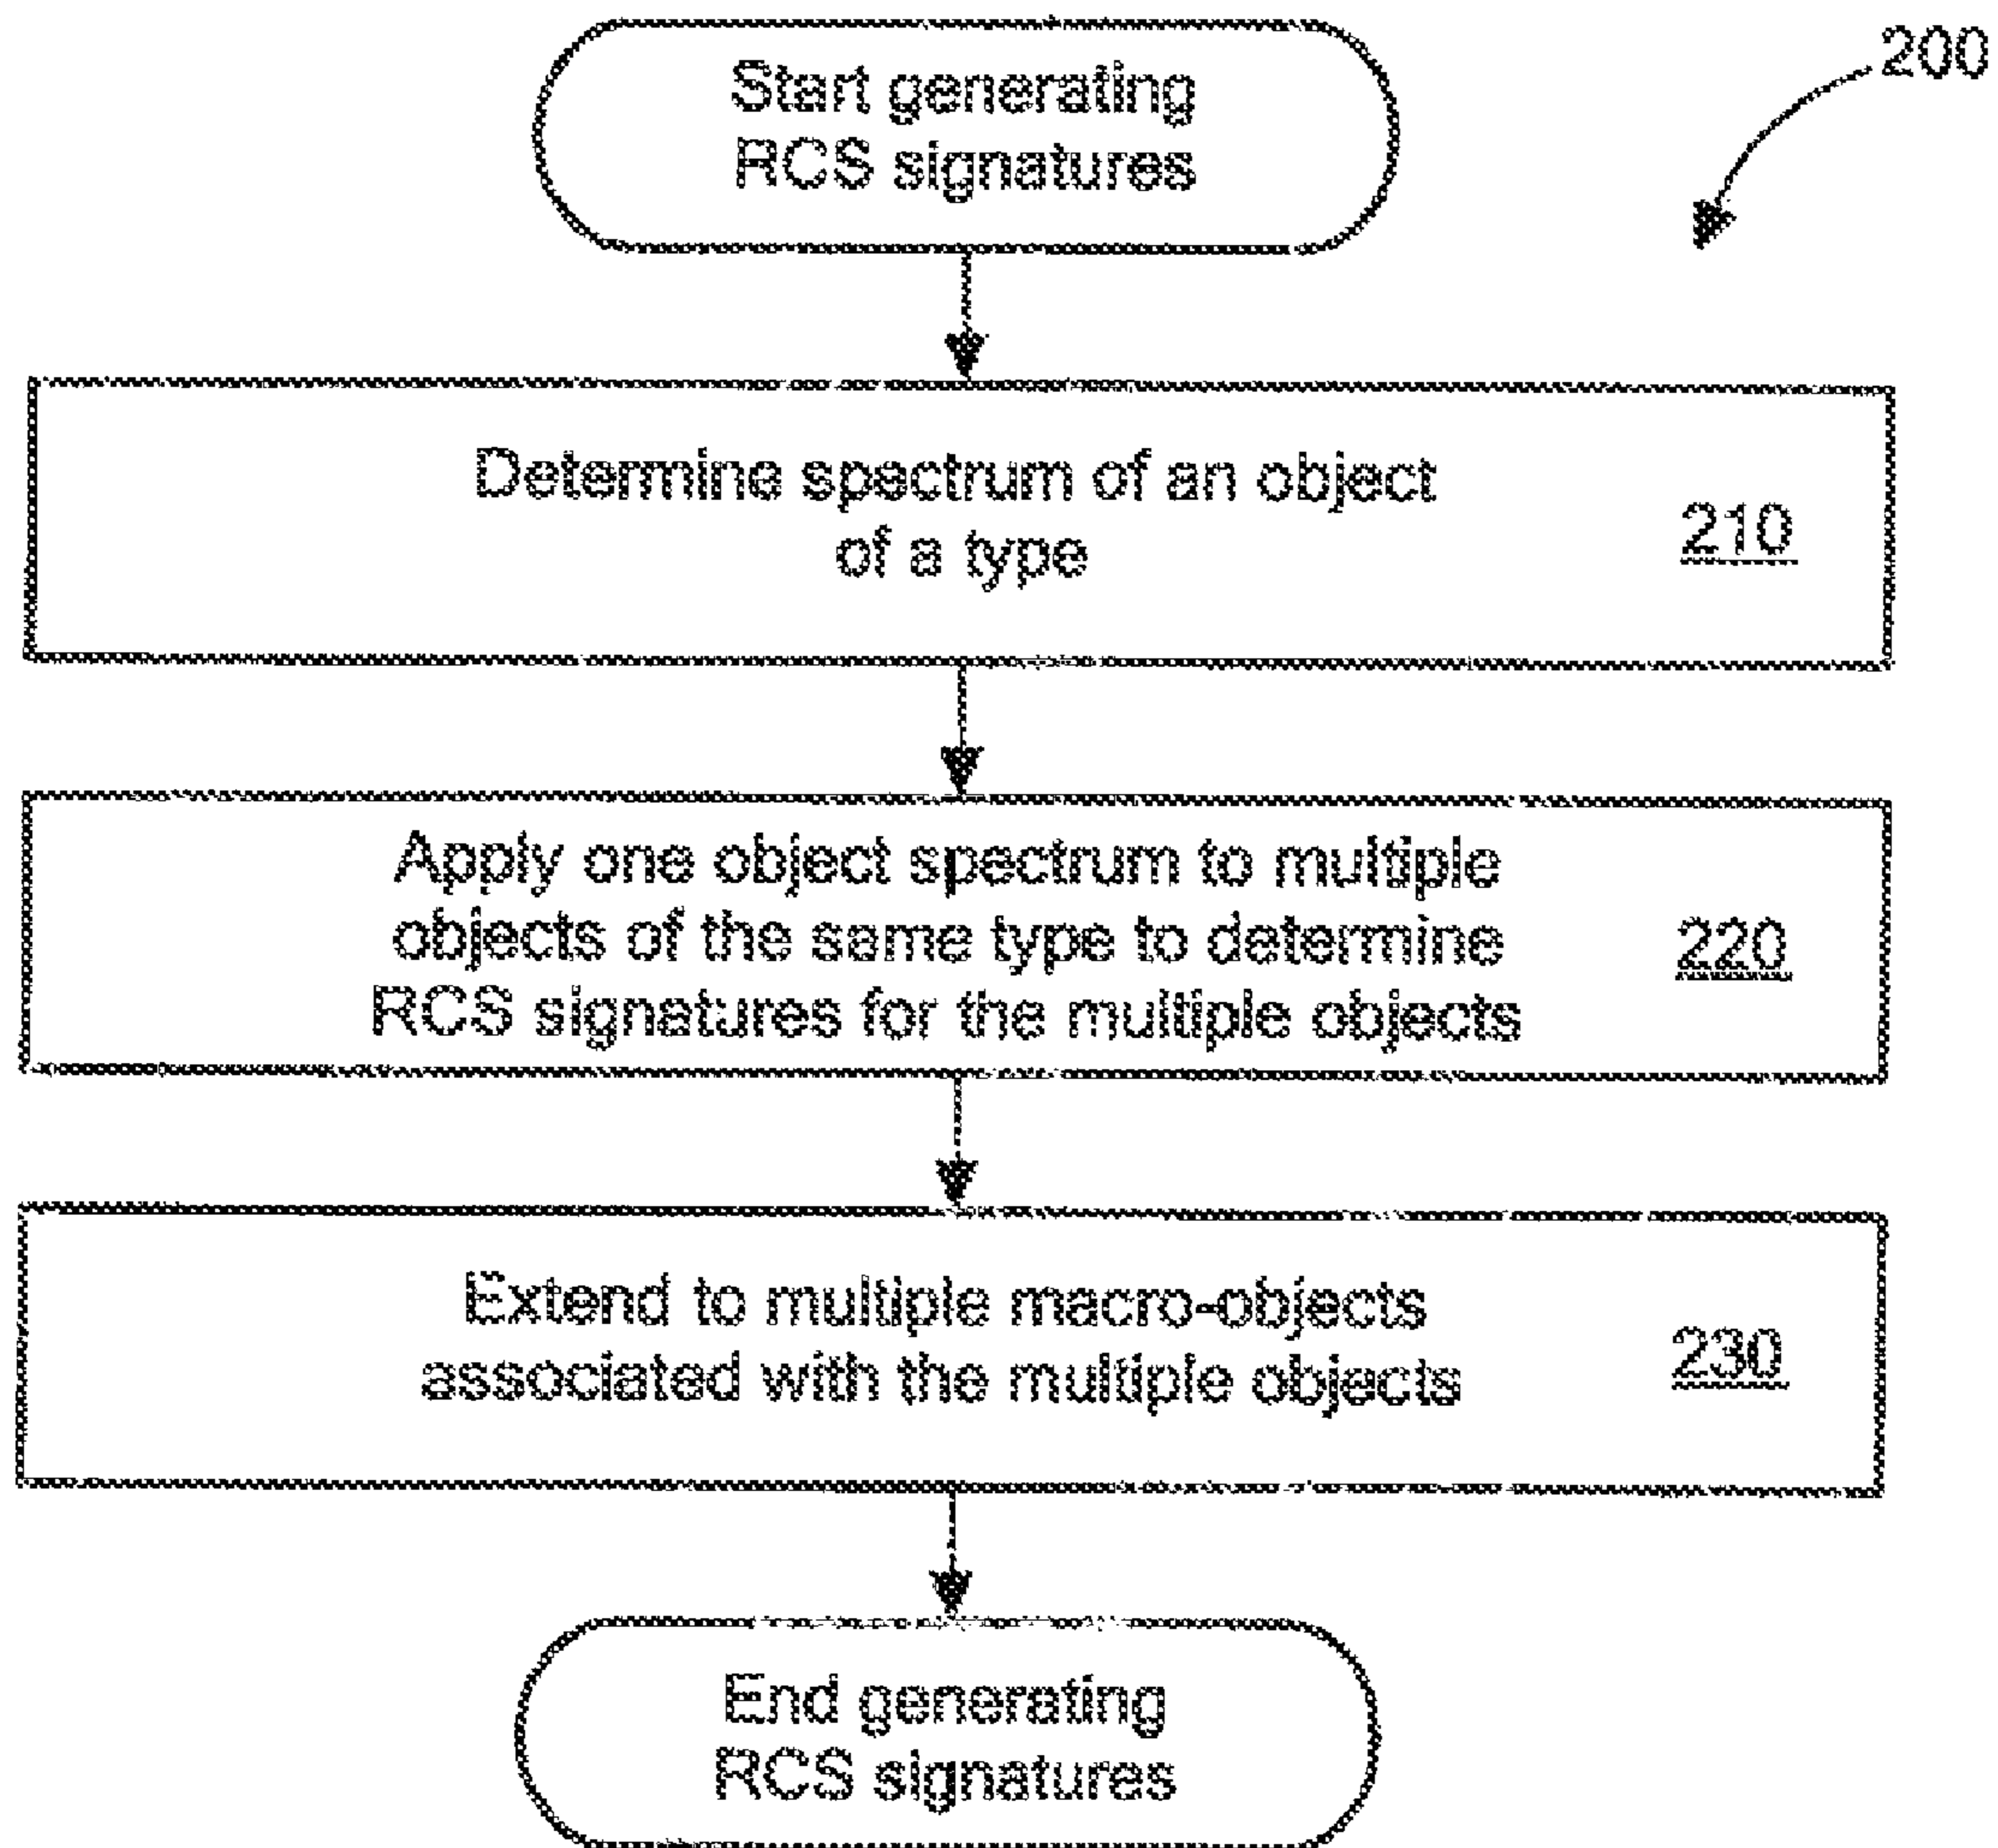 Start generating
RCS signatures
200
Determine spectrum of an object
of a type
210
Apply one object spectrum to multiple
objects of the same type to determine
RCS signatures for the multiple objects
220
Extend to multiple macro-objects
associated with the multiple objects
230
End generating
RCS signatures